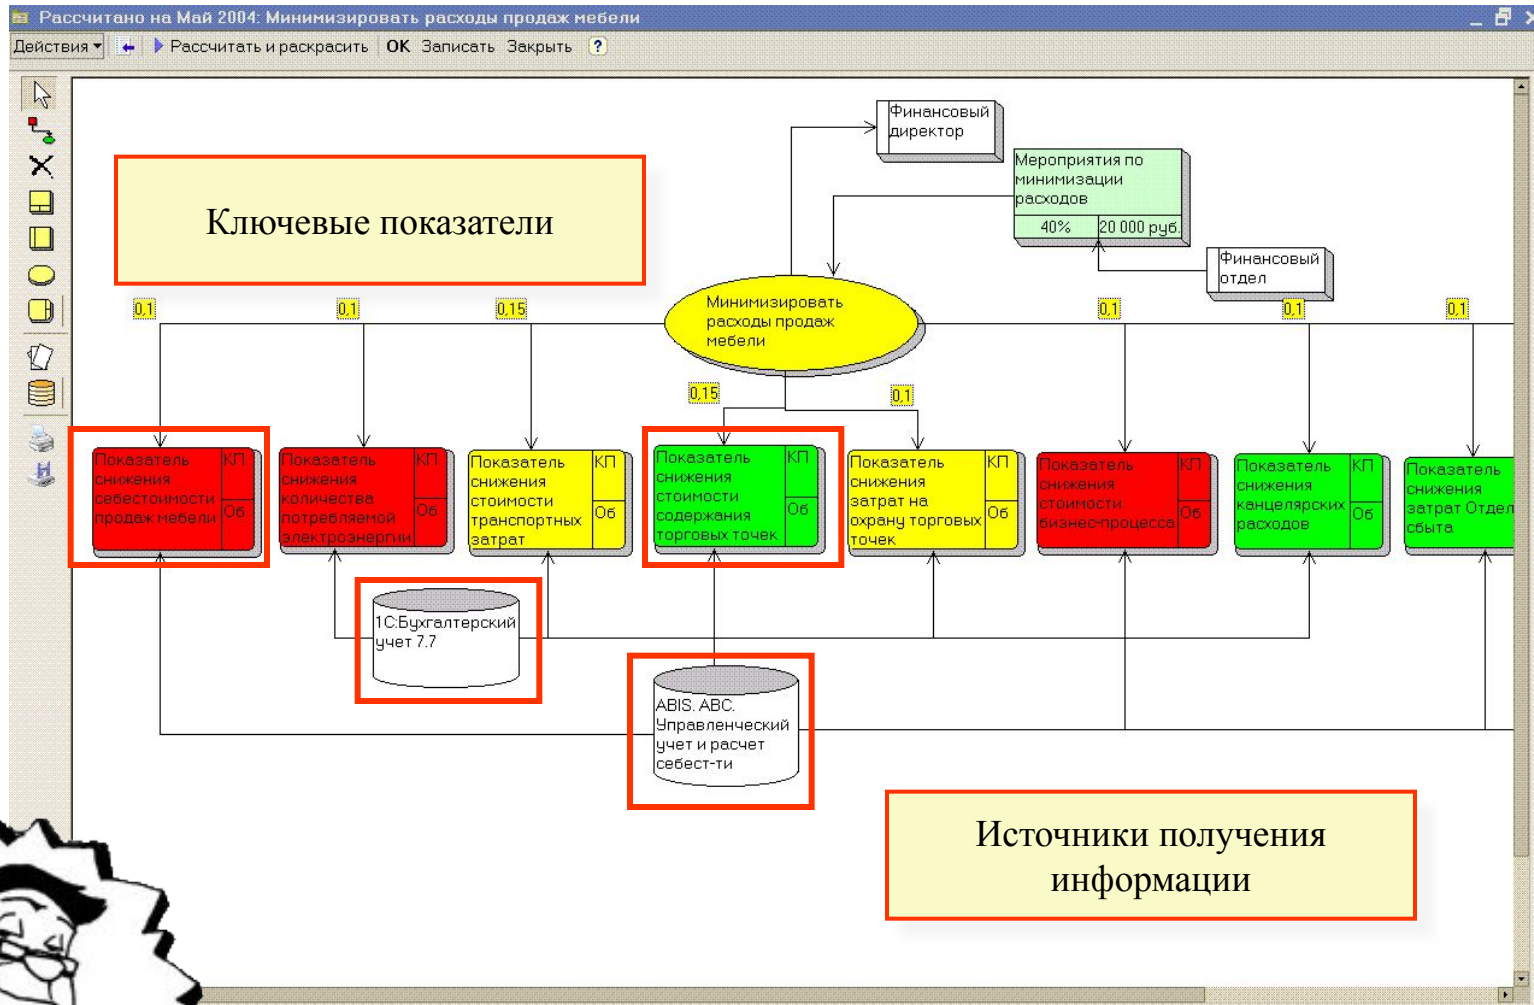 Рассчитано на Май 2004: Минимизировать расходы продаж мебели
Действия Рассчитать и раскрасить OK Записать Закрыть ?
Финансовый
директор
Мероприятия по
минимизации
расходов
40% 20 000 руб.
Финансовый
отдел
Ключевые показатели
Минимизировать
расходы продаж
мебели
0,1
0,1
0,15
0,1
0,1
0,1
0,15
0,1
Показатель
снижения
себестоимости
продаж мебели
КП
Об
Показатель
снижения
количества
потребляемой
электроэнергии
КП
Об
Показатель
снижения
стоимости
транспортных
затрат
КП
Об
Показатель
снижения
стоимости
содержания
торговых точек
КП
Об
Показатель
снижения
затрат на
охрану торговых
точек
КП
Об
Показатель
снижения
стоимости
бизнес-процесса
КП
Об
Показатель
снижения
канцелярских
расходов
КП
Об
Показатель
снижения
затрат Отдел
сбыта
1С:Бухгалтерский
учет 7.7
ABIS. ABC.
Управленческий
учет и расчет
себест-ти
Источники получения
информации